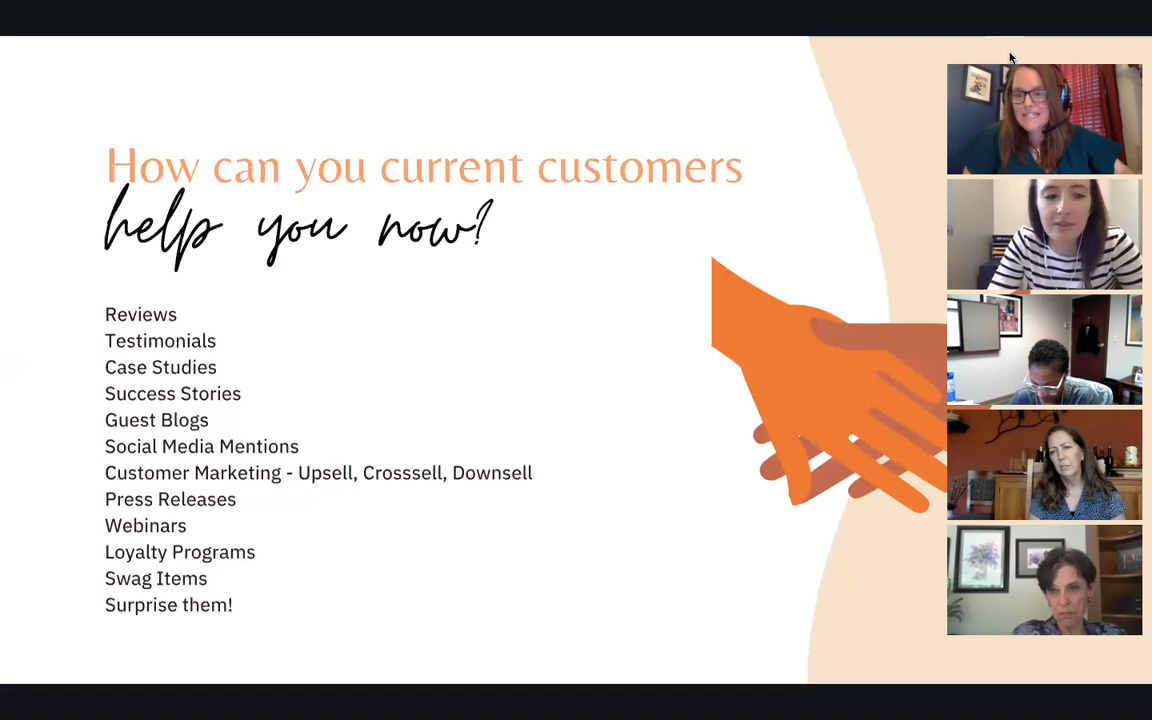 How can you current customers
help you now?
Reviews
Testimonials
Case Studies
Success Stories
Guest Blogs
Social Media Mentions
Customer Marketing - Upsell, Crosssell, Downsell
Press Releases
Webinars
Loyalty Programs
Swag Items
Surprise them!